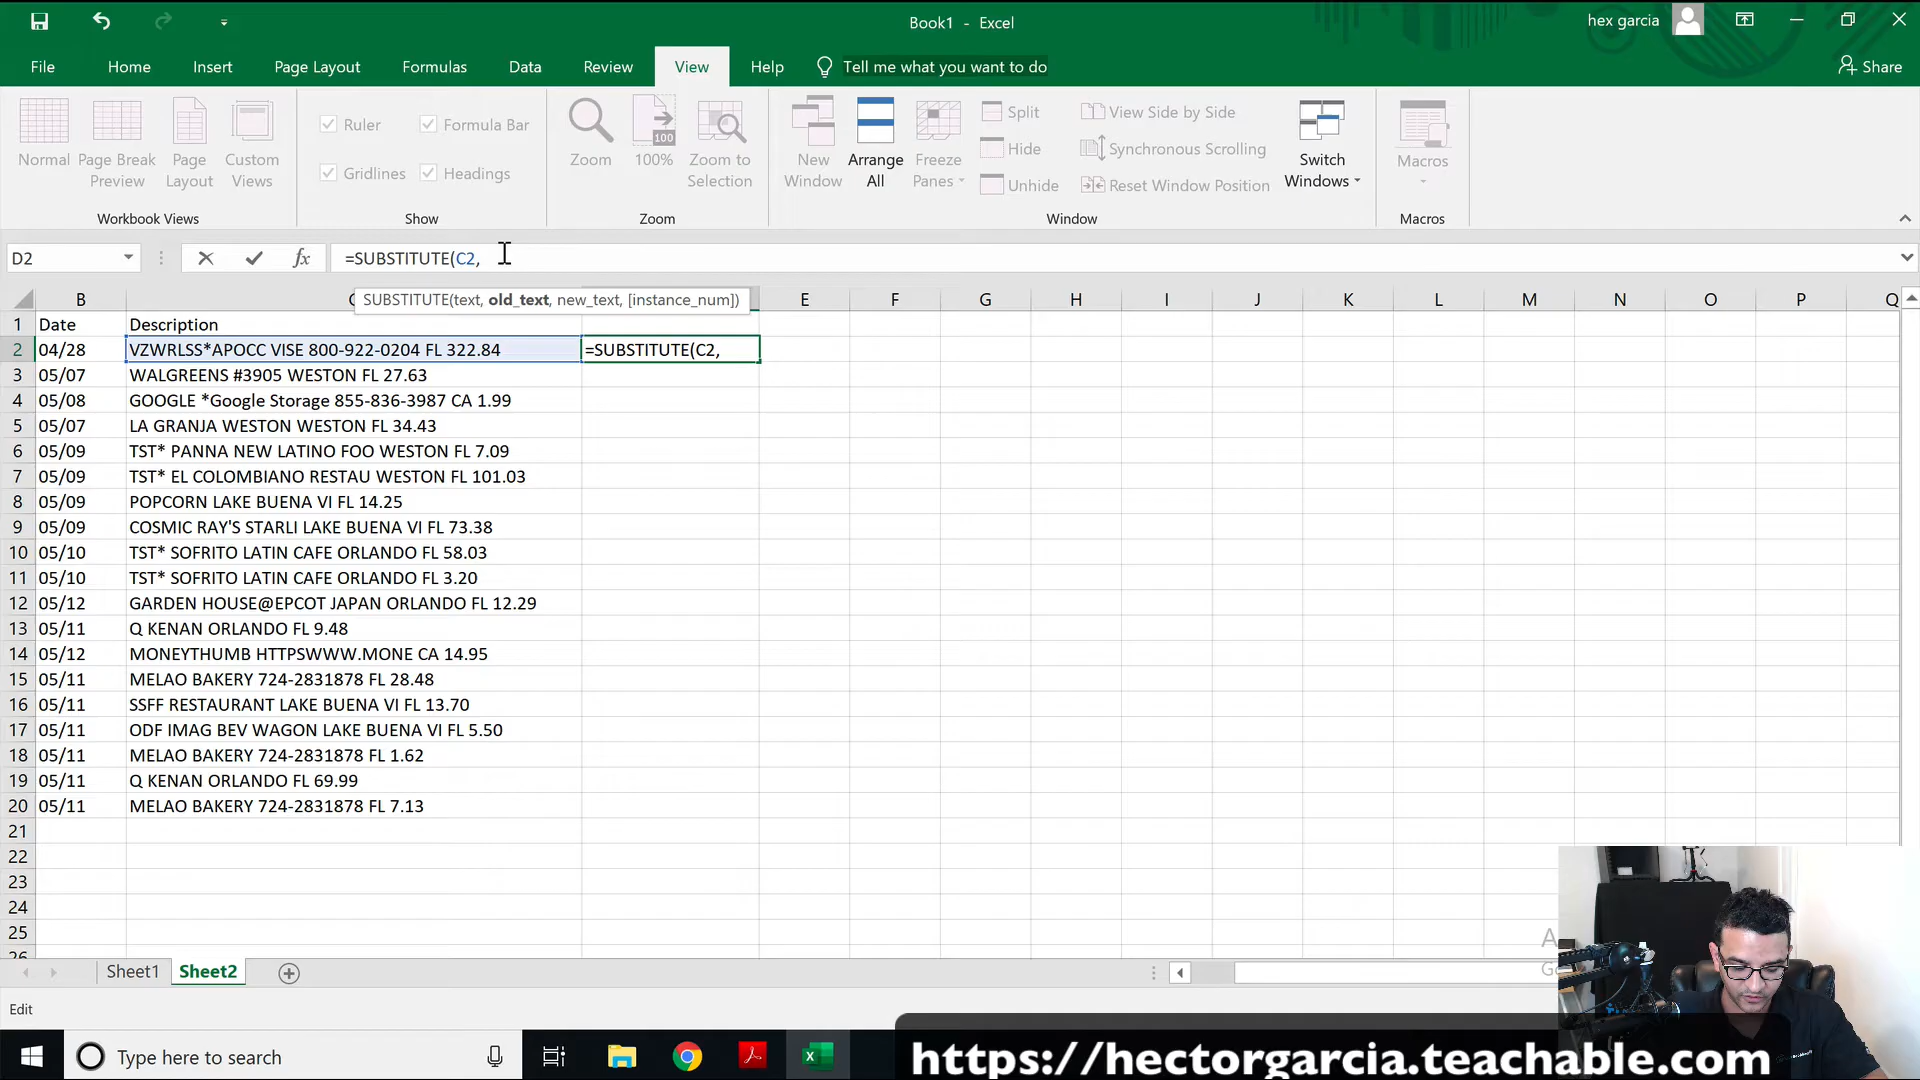 Book1 - Excel
hex garcia
File Home Insert Page Layout Formulas Data Review View Help Tell me what you want to do Share
Normal Page Break Preview Page Layout Custom Views
Workbook Views
Ruler Formula Bar
Gridlines Headings
Show
Zoom 100% Zoom to Selection
Zoom
New Window Arrange All Freeze Panes
Split
Hide
Unhide
View Side by Side
Synchronous Scrolling
Reset Window Position
Switch Windows
Window
Macros
Macros
D2 fx =SUBSTITUTE(C2,
SUBSTITUTE(text, old_text, new_text, [instance_num])
B E F G H I J K L M N O P Q
1 Date Description
2 04/28 VZWRLSS*APOCC VISE 800-922-0204 FL 322.84 =SUBSTITUTE(C2,
3 05/07 WALGREENS #3905 WESTON FL 27.63
4 05/08 GOOGLE *Google Storage 855-836-3987 CA 1.99
5 05/07 LA GRANJA WESTON WESTON FL 34.43
6 05/09 TST* PANNA NEW LATINO FOO WESTON FL 7.09
7 05/09 TST* EL COLOMBIANO RESTAU WESTON FL 101.03
8 05/09 POPCORN LAKE BUENA VI FL 14.25
9 05/09 COSMIC RAY'S STARLI LAKE BUENA VI FL 73.38
10 05/10 TST* SOFRITO LATIN CAFE ORLANDO FL 58.03
11 05/10 TST* SOFRITO LATIN CAFE ORLANDO FL 3.20
12 05/12 GARDEN HOUSE@EPCOT JAPAN ORLANDO FL 12.29
13 05/11 Q KENAN ORLANDO FL 9.48
14 05/12 MONEYTHUMB HTTPSWWW.MONE CA 14.95
15 05/11 MELAO BAKERY 724-2831878 FL 28.48
16 05/11 SSFF RESTAURANT LAKE BUENA VI FL 13.70
17 05/11 ODF IMAG BEV WAGON LAKE BUENA VI FL 5.50
18 05/11 MELAO BAKERY 724-2831878 FL 1.62
19 05/11 Q KENAN ORLANDO FL 69.99
20 05/11 MELAO BAKERY 724-2831878 FL 7.13
21
22
23
24
25
Sheet1 Sheet2
Edit
Type here to search
https://hectorgarcia.teachable.com